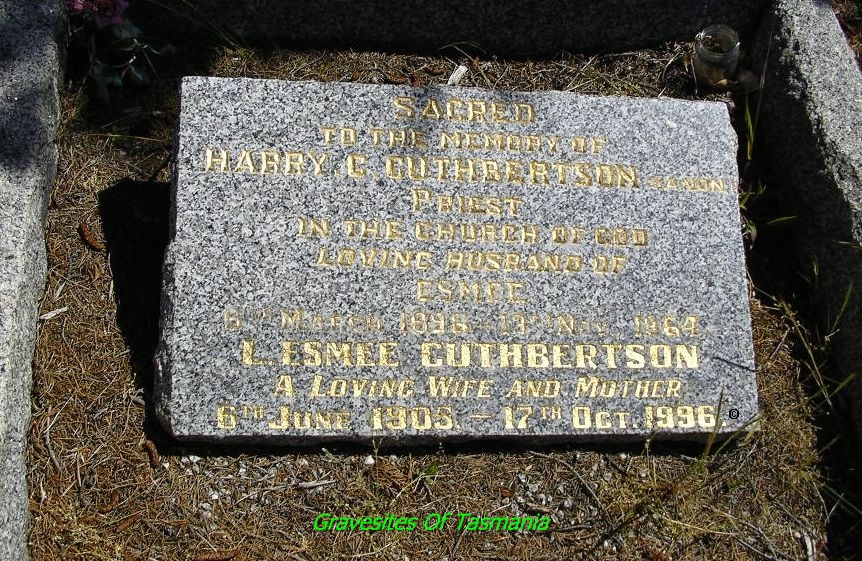 SACRED
TO THE MEMORY OF
HARRY. C. CUTHBERTSON CANON
PRIEST
IN THE CHURCH OF GOD
LOVING HUSBAND OF
ESMEE
6TH MARCH 1896 – 13TH NOV. 1964
L. ESMEE CUTHBERTSON
A LOVING WIFE AND MOTHER
6TH JUNE 1903 – 17TH OCT. 1996
Gravesites Of Tasmania